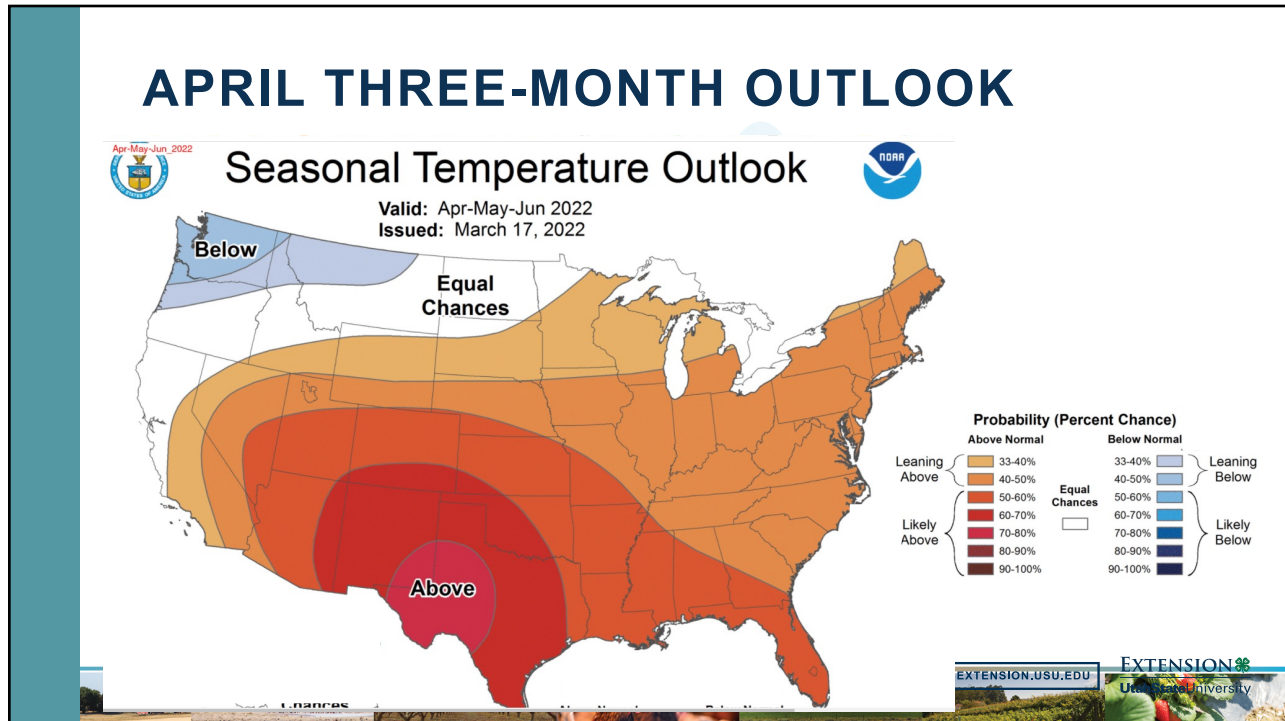 APRIL THREE-MONTH OUTLOOK
Apr-May-Jun_2022
Seasonal Temperature Outlook
NOAA
Valid: Apr-May-Jun 2022
Issued: March 17, 2022
Below
Equal
Chances
Above
Probability (Percent Chance)
Above Normal
Below Normal
Leaning
Above
33-40%
40-50%
Likely
Above
50-60%
60-70%
70-80%
80-90%
90-100%
Equal
Chances
33-40%
40-50%
Leaning
Below
50-60%
60-70%
70-80%
80-90%
90-100%
Likely
Below
EXTENSION.USU.EDU
EXTENSION
UtahStateUniversity